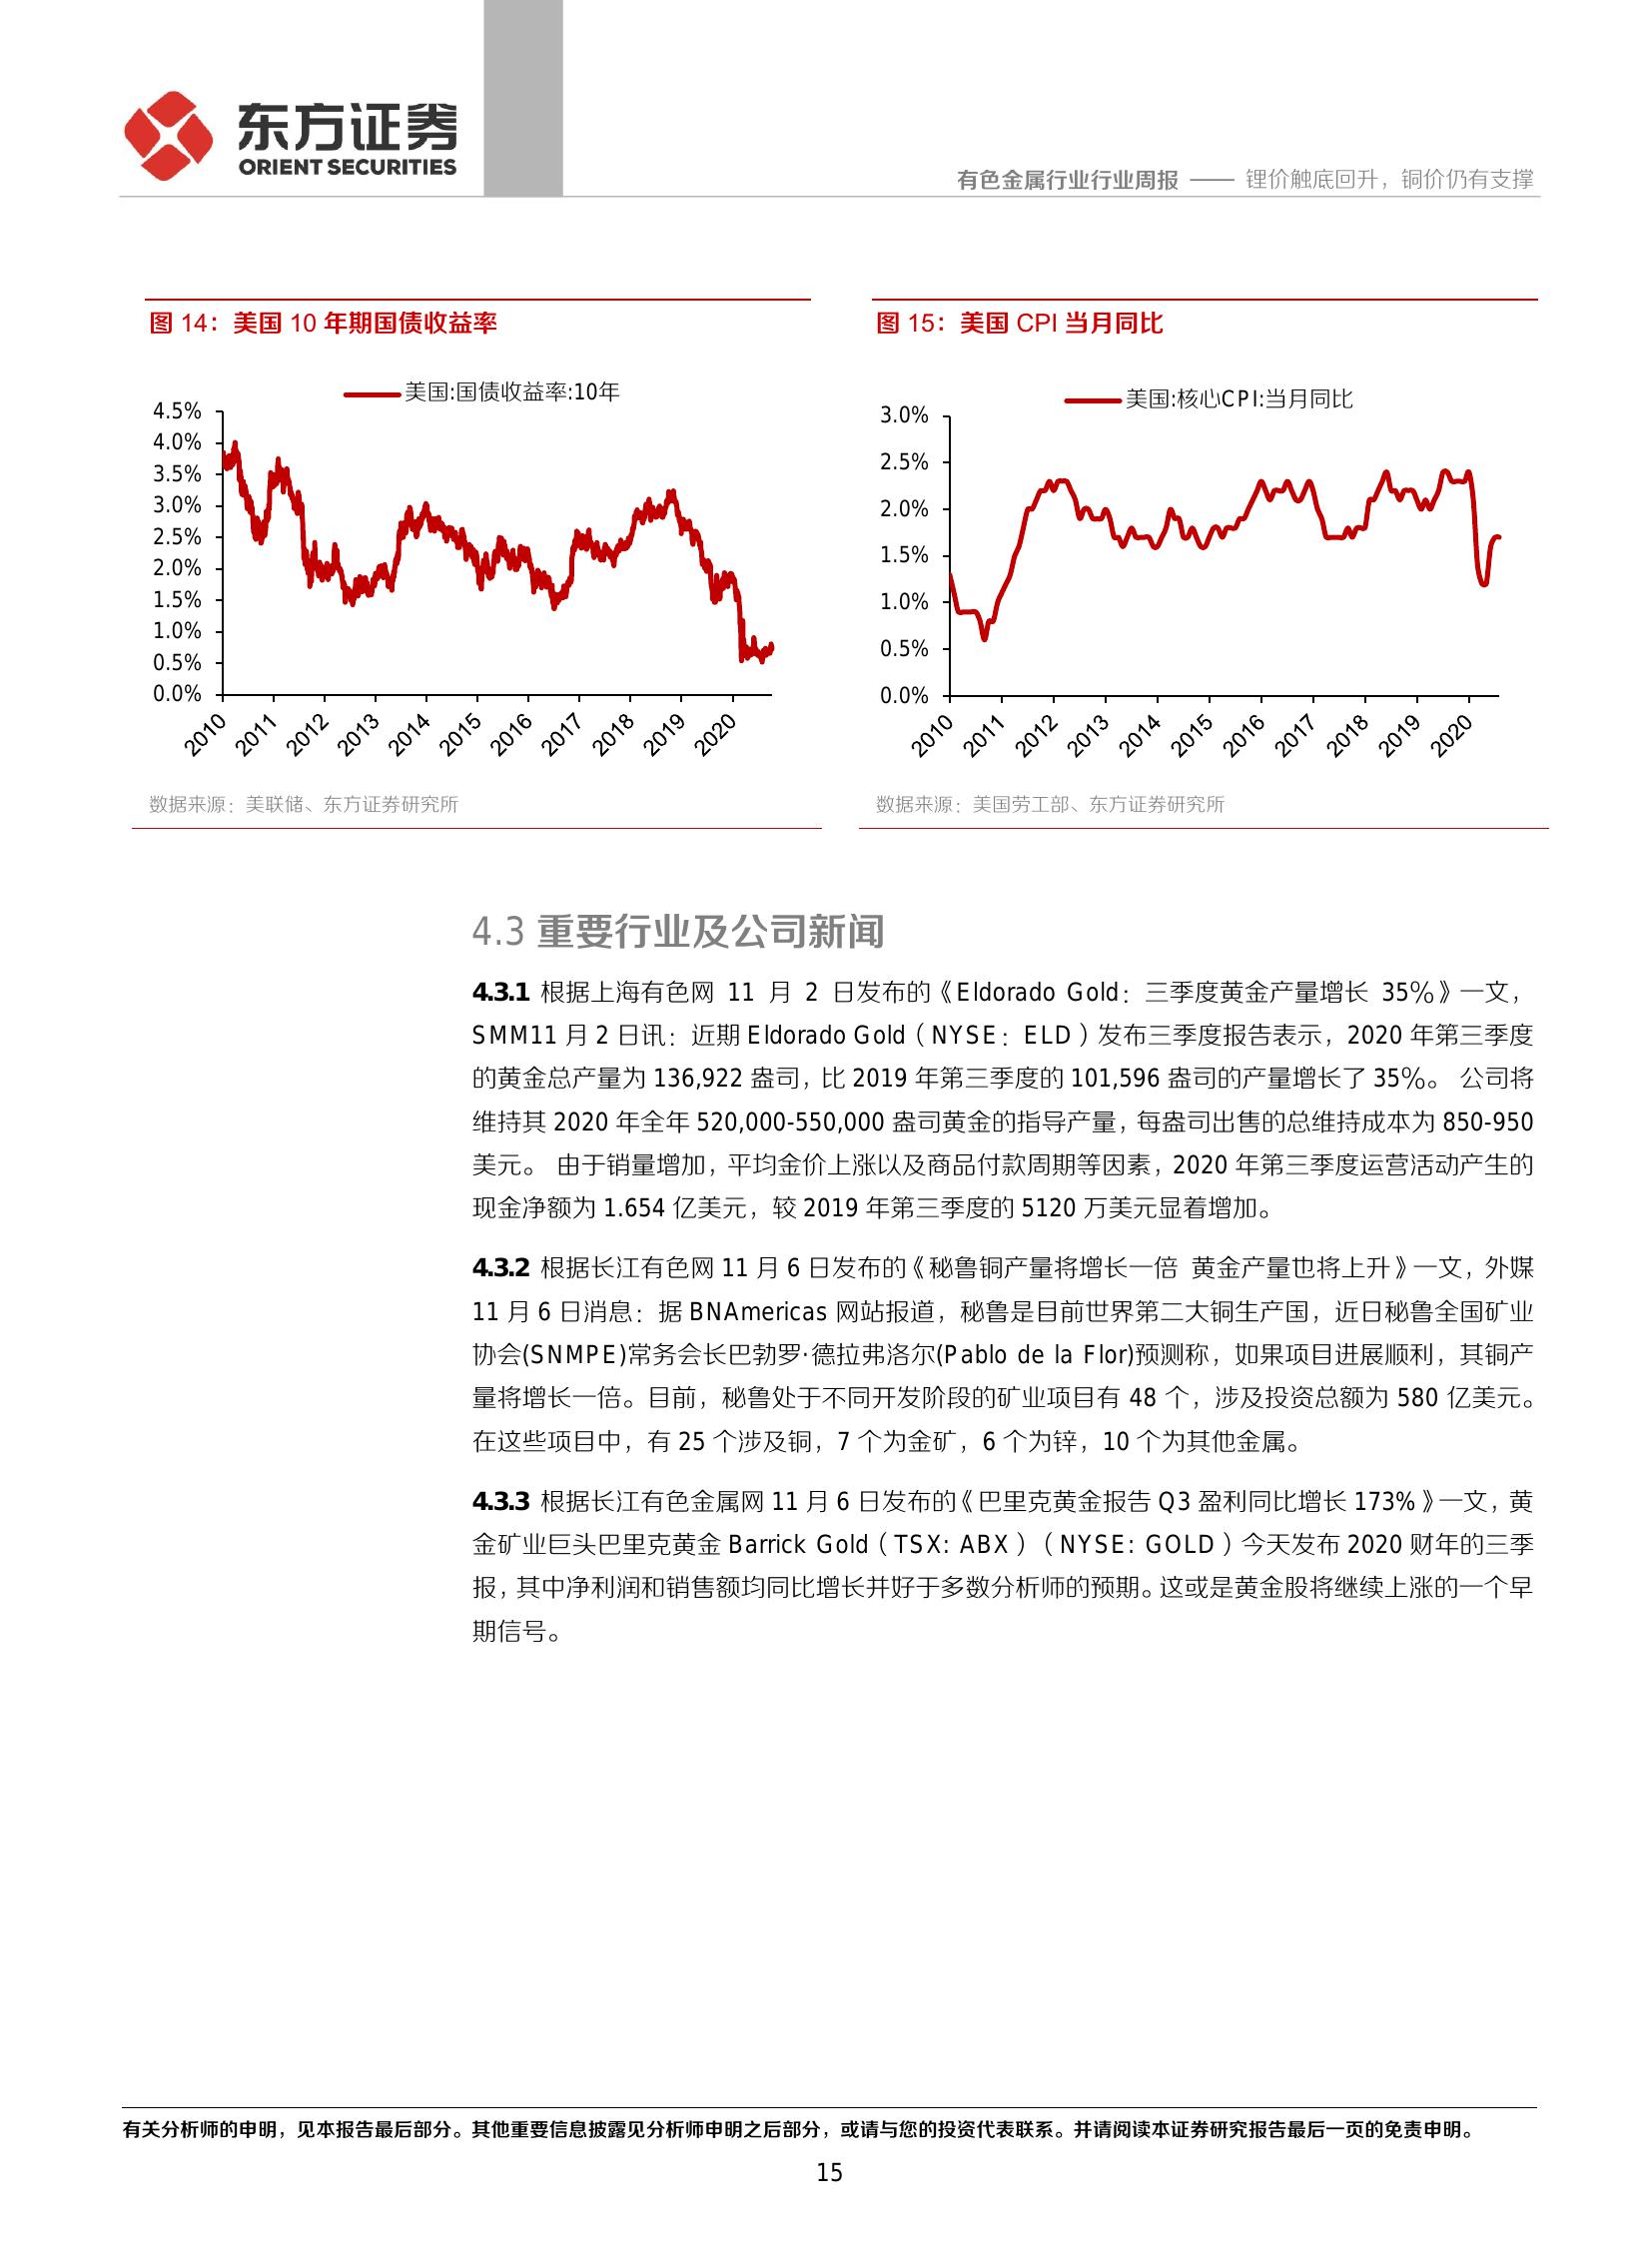 东方证券
ORIENT SECURITIES
有色金属行业行业周报 —— 锂价触底回升，铜价仍有支撑
图 14：美国 10 年期国债收益率
美国:国债收益率:10年
4.5%
4.0%
3.5%
3.0%
2.5%
2.0%
1.5%
1.0%
0.5%
0.0%
2010 2011 2012 2013 2014 2015 2016 2017 2018 2019 2020
数据来源：美联储、东方证券研究所
图 15：美国 CPI 当月同比
美国:核心CPI:当月同比
3.0%
2.5%
2.0%
1.5%
1.0%
0.5%
0.0%
2010 2011 2012 2013 2014 2015 2016 2017 2018 2019 2020
数据来源：美国劳工部、东方证券研究所
4.3 重要行业及公司新闻
4.3.1 根据上海有色网 11 月 2 日发布的《Eldorado Gold：三季度黄金产量增长 35%》一文，
SMM11 月 2 日讯：近期 Eldorado Gold（NYSE：ELD）发布三季度报告表示，2020 年第三季度
的黄金总产量为 136,922 盎司，比 2019 年第三季度的 101,596 盎司的产量增长了 35%。 公司将
维持其 2020 年全年 520,000-550,000 盎司黄金的指导产量，每盎司出售的总维持成本为 850-950
美元。 由于销量增加，平均金价上涨以及商品付款周期等因素，2020 年第三季度运营活动产生的
现金净额为 1.654 亿美元，较 2019 年第三季度的 5120 万美元显着增加。
4.3.2 根据长江有色网 11 月 6 日发布的《秘鲁铜产量将增长一倍 黄金产量也将上升》一文，外媒
11 月 6 日消息：据 BNAmericas 网站报道，秘鲁是目前世界第二大铜生产国，近日秘鲁全国矿业
协会(SNMPE)常务会长巴勃罗·德拉弗洛尔(Pablo de la Flor)预测称，如果项目进展顺利，其铜产
量将增长一倍。目前，秘鲁处于不同开发阶段的矿业项目有 48 个，涉及投资总额为 580 亿美元。
在这些项目中，有 25 个涉及铜，7 个为金矿，6 个为锌，10 个为其他金属。
4.3.3 根据长江有色金属网 11 月 6 日发布的《巴里克黄金报告 Q3 盈利同比增长 173%》一文，黄
金矿业巨头巴里克黄金 Barrick Gold（TSX: ABX）（NYSE: GOLD）今天发布 2020 财年的三季
报，其中净利润和销售额均同比增长并好于多数分析师的预期。这或是黄金股将继续上涨的一个早
期信号。
有关分析师的申明，见本报告最后部分。其他重要信息披露见分析师申明之后部分，或请与您的投资代表联系。并请阅读本证券研究报告最后一页的免责申明。
15